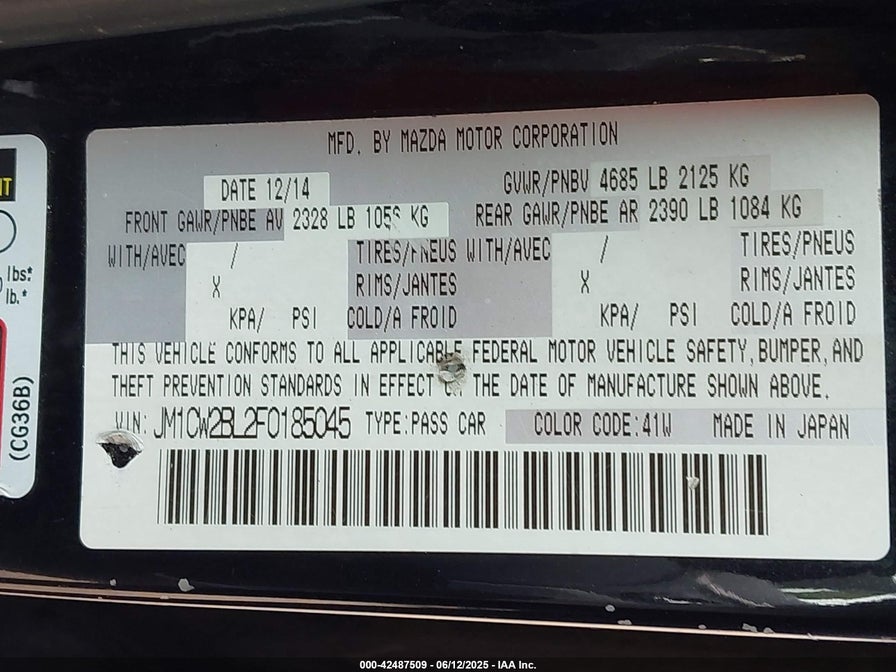 MFD. BY MAZDA MOTOR CORPORATION
DATE 12/14 GVWR/PNBV 4685 LB 2125 KG
FRONT GAWR/PNBE AV 2328 LB KG REAR GAWR/PNBE AR 2390 LB 1084 KG
WITH/AVEC / TIRES/PNEUS WITH/AVEC / TIRES/PNEUS
X RIMS/JANTES X RIMS/JANTES
KPA/ PSI COLD/A FROID KPA/ PSI COLD/A FROID
THIS VEHICLE CONFORMS TO ALL APPLICABLE FEDERAL MOTOR VEHICLE SAFETY, BUMPER, AND
THEFT PREVENTION STANDARDS IN EFFECT THE DATE OF MANUFACTURE SHOWN ABOVE.
VIN: JM1CW2BL2F0185045 TYPE:PASS CAR COLOR CODE:41W MADE IN JAPAN
lbs*
lb.*
(CG36B)
000-42487509 - 06/12/2025 - IAA Inc.